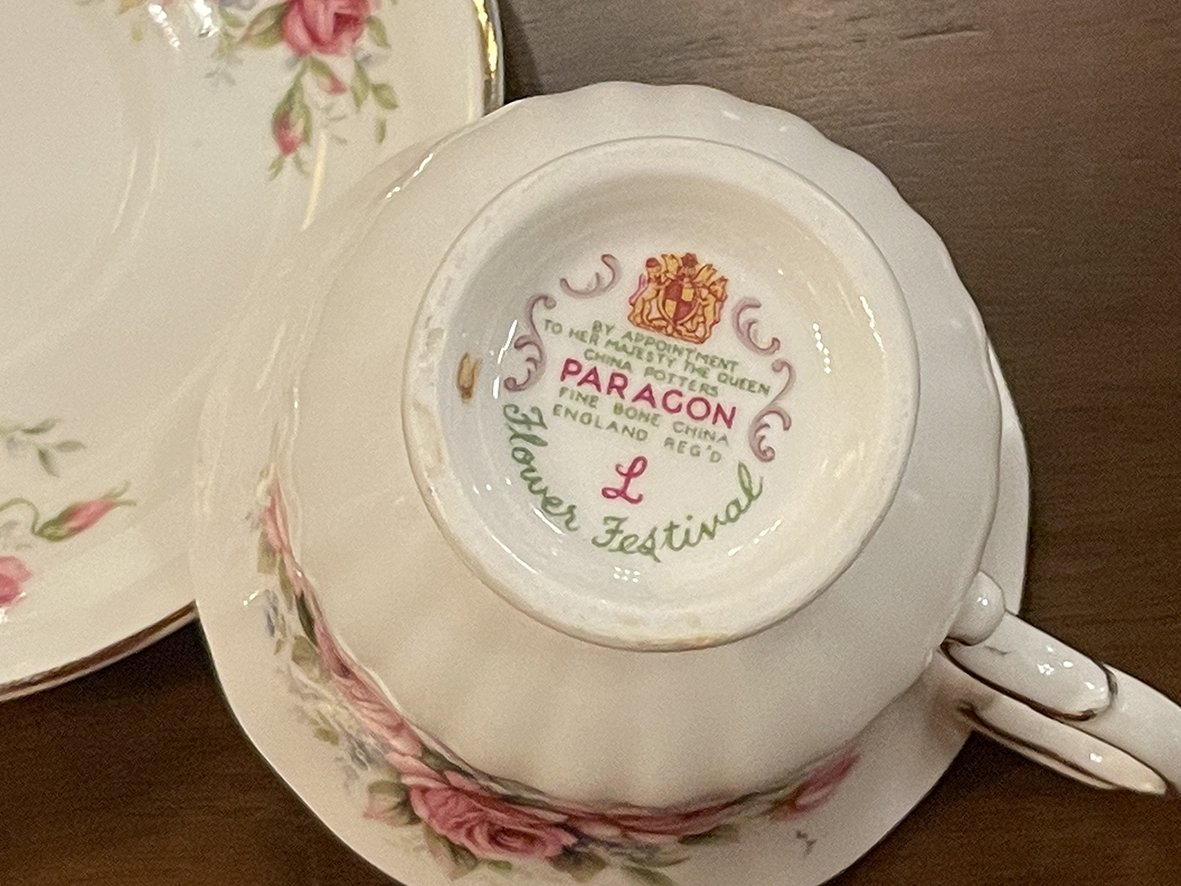 BY APPOINTMENT
TO HER MAJESTY THE QUEEN
CHINA POTTERS
PARAGON
FINE BONE CHINA
ENGLAND REG'D
L
Flower Festival